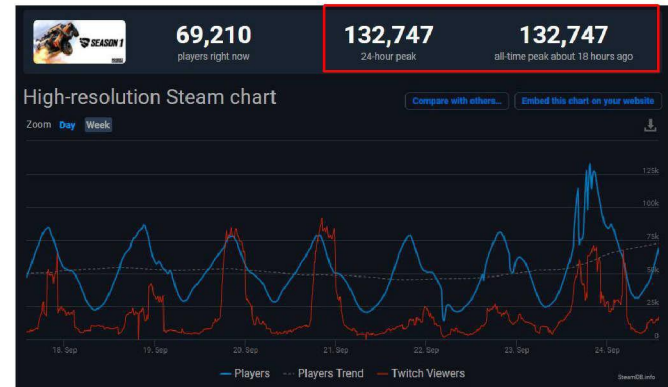 SEASON 1
69,210
players right now
132,747
24-hour peak
132,747
all-time peak about 18 hours ago
High-resolution Steam chart
Compare with others...
Embed this chart on your website
Zoom Day Week
125k
100k
75k
50k
25k
0
18. Sep 19. Sep 20. Sep 21. Sep 22. Sep 23. Sep 24. Sep
Players Players Trend Twitch Viewers
SteamDB.info